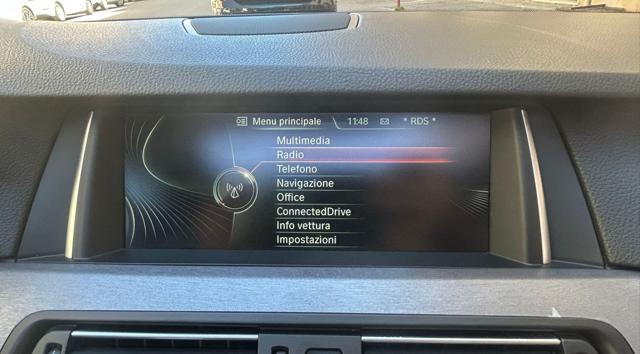 Menu principale 11:48 * RDS *
Multimedia
Radio
Telefono
Navigazione
Office
ConnectedDrive
Info vettura
Impostazioni